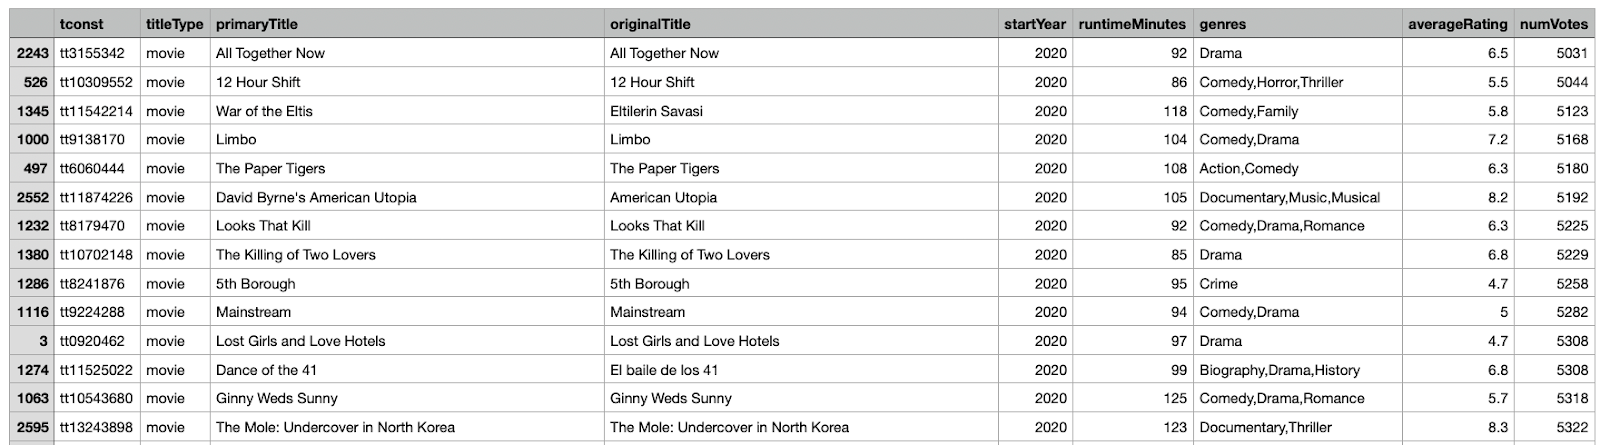 tconst titleType primaryTitle originalTitle startYear runtimeMinutes genres averageRating numVotes
2243 tt3155342 movie All Together Now All Together Now 2020 92 Drama 6.5 5031
526 tt10309552 movie 12 Hour Shift 12 Hour Shift 2020 86 Comedy,Horror,Thriller 5.5 5044
1345 tt11542214 movie War of the Eltis Eltilerin Savasi 2020 118 Comedy,Family 5.8 5123
1000 tt9138170 movie Limbo Limbo 2020 104 Comedy,Drama 7.2 5168
497 tt6060444 movie The Paper Tigers The Paper Tigers 2020 108 Action,Comedy 6.3 5180
2552 tt11874226 movie David Byrne's American Utopia American Utopia 2020 105 Documentary,Music,Musical 8.2 5192
1232 tt8179470 movie Looks That Kill Looks That Kill 2020 92 Comedy,Drama,Romance 6.3 5225
1380 tt10702148 movie The Killing of Two Lovers The Killing of Two Lovers 2020 85 Drama 6.8 5229
1286 tt8241876 movie 5th Borough 5th Borough 2020 95 Crime 4.7 5258
1116 tt9224288 movie Mainstream Mainstream 2020 94 Comedy,Drama 5 5282
3 tt0920462 movie Lost Girls and Love Hotels Lost Girls and Love Hotels 2020 97 Drama 4.7 5308
1274 tt11525022 movie Dance of the 41 El baile de los 41 2020 99 Biography,Drama,History 6.8 5308
1063 tt10543680 movie Ginny Weds Sunny Ginny Weds Sunny 2020 125 Comedy,Drama,Romance 5.7 5318
2595 tt13243898 movie The Mole: Undercover in North Korea The Mole: Undercover in North Korea 2020 123 Documentary,Thriller 8.3 5322